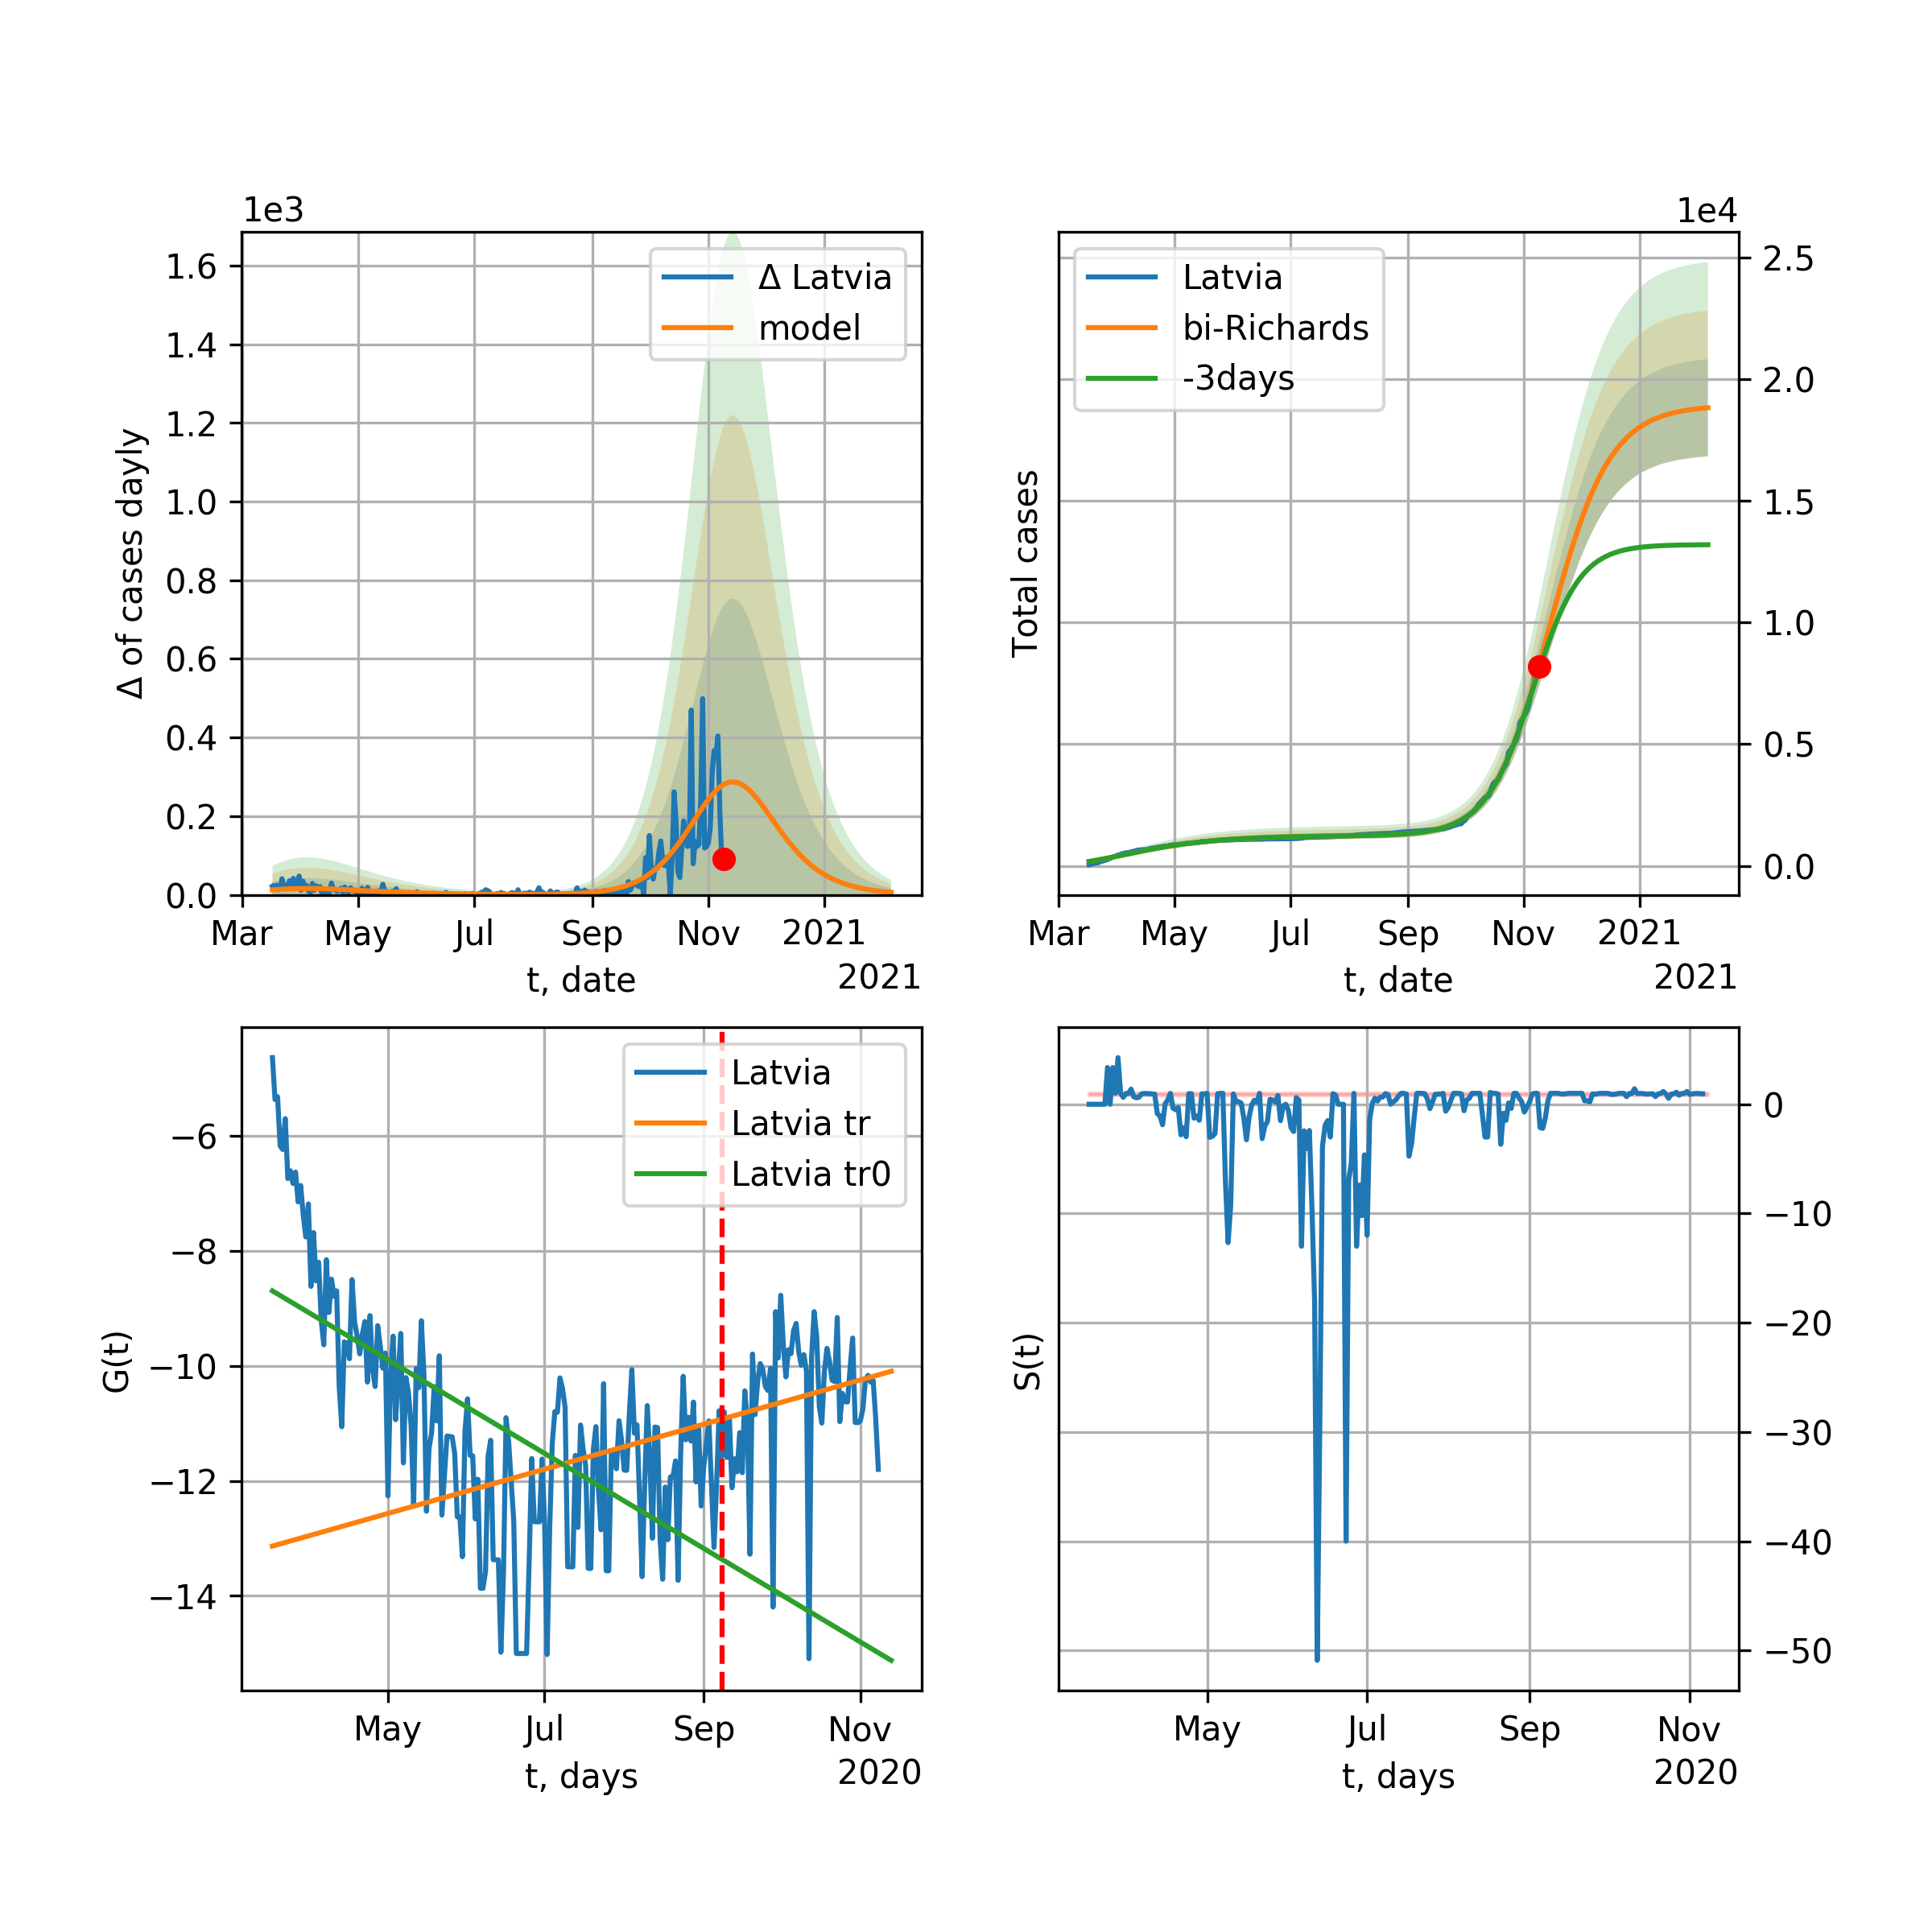 1e3
Δ of cases dayly
1.6
1.4
1.2
1.0
0.8
0.6
0.4
0.2
0.0
Δ Latvia
model
Mar May Jul Sep Nov 2021
t, date
2021
1e4
Total cases
Latvia
bi-Richards
-3days
2.5
2.0
1.5
1.0
0.5
0.0
Mar May Jul Sep Nov 2021
t, date
2021
G(t)
−6
−8
−10
−12
−14
Latvia
Latvia tr
Latvia tr0
May Jul Sep Nov
t, days
2020
S(t)
0
−10
−20
−30
−40
−50
May Jul Sep Nov
t, days
2020